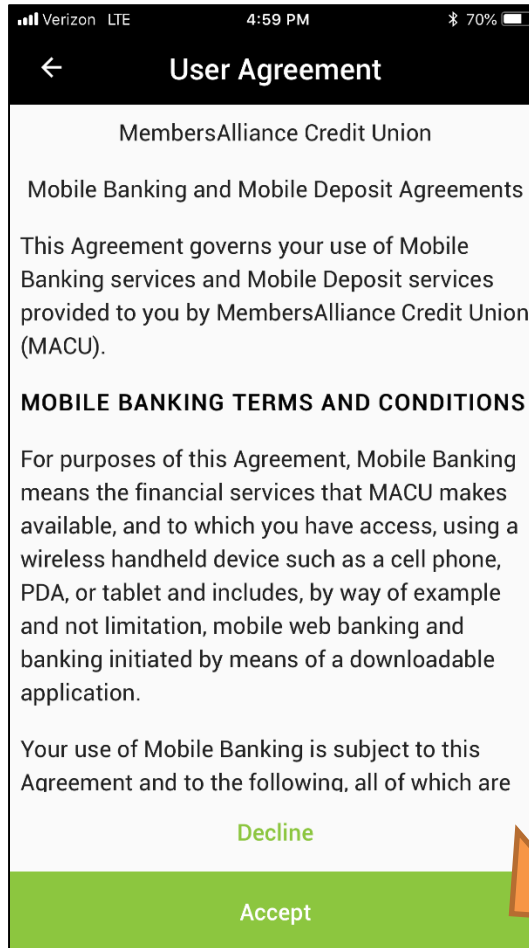 Verizon LTE 4:59 PM 70%
User Agreement
MembersAlliance Credit Union
Mobile Banking and Mobile Deposit Agreements
This Agreement governs your use of Mobile
Banking services and Mobile Deposit services
provided to you by MembersAlliance Credit Union
(MACU).
MOBILE BANKING TERMS AND CONDITIONS
For purposes of this Agreement, Mobile Banking
means the financial services that MACU makes
available, and to which you have access, using a
wireless handheld device such as a cell phone,
PDA, or tablet and includes, by way of example
and not limitation, mobile web banking and
banking initiated by means of a downloadable
application.
Your use of Mobile Banking is subject to this
Agreement and to the following, all of which are
Decline
Accept